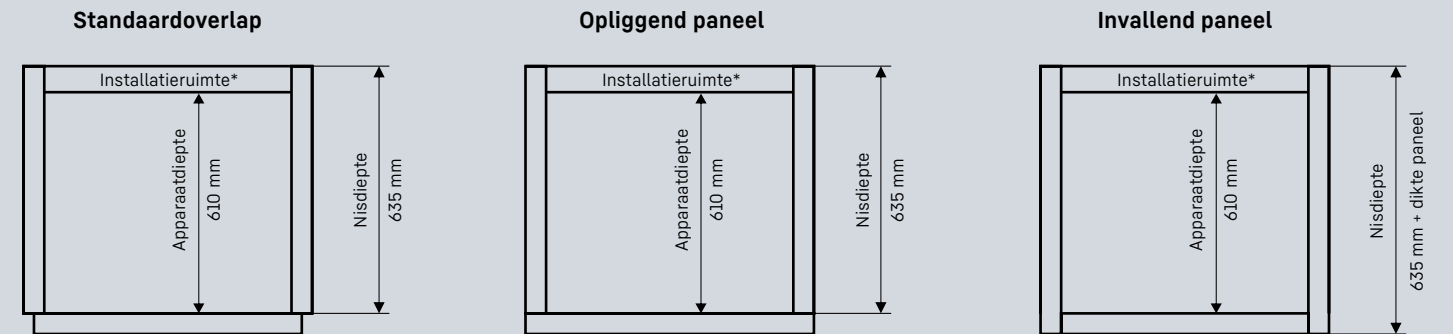 Standaardoverlap
Installatieruimte*
Apparaatdiepte
610 mm
Nisdiepte
635 mm
Opliggend paneel
Installatieruimte*
Apparaatdiepte
610 mm
Nisdiepte
635 mm
Invallend paneel
Installatieruimte*
Apparaatdiepte
610 mm
Nisdiepte
635 mm + dikte paneel